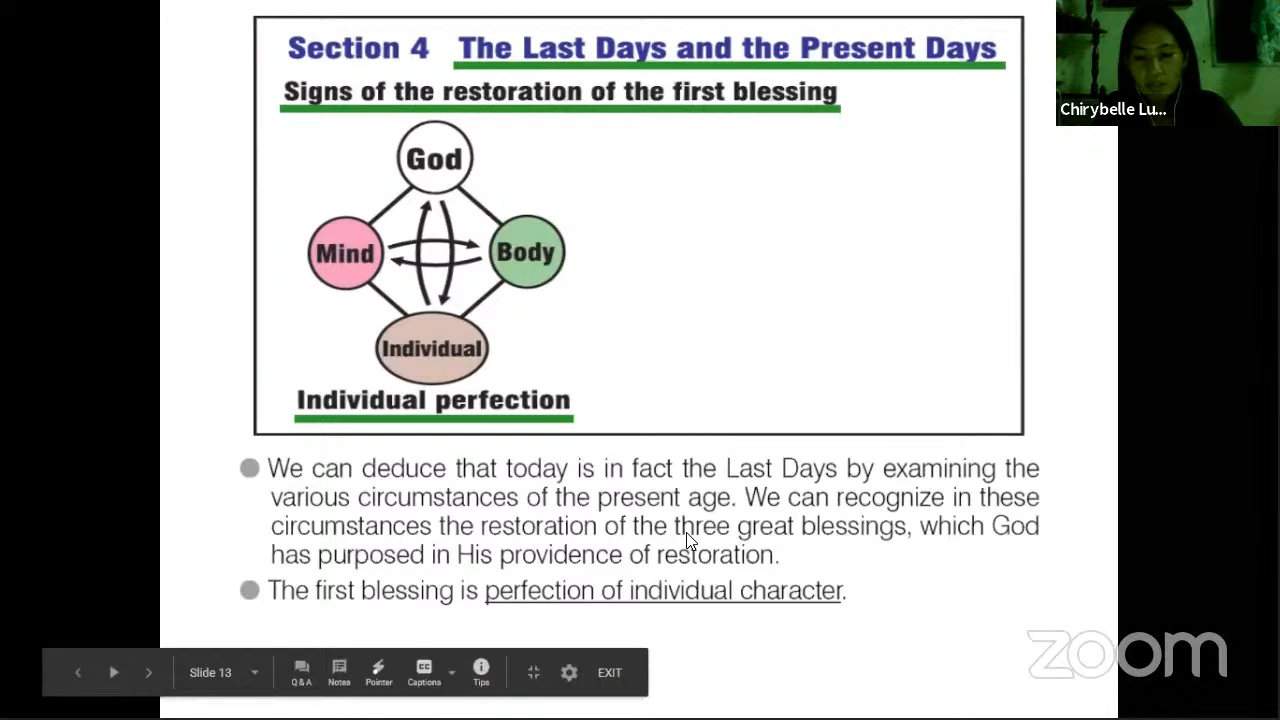 Section 4 The Last Days and the Present Days
Signs of the restoration of the first blessing
God
Mind
Body
Individual
Individual perfection
We can deduce that today is in fact the Last Days by examining the
various circumstances of the present age. We can recognize in these
circumstances the restoration of the three great blessings, which God
has purposed in His providence of restoration.
The first blessing is perfection of individual character.
Chirybelle Lu...
Slide 13
Q & A
Notes
Pointer
CC
Captions
Tips
EXIT
zoom